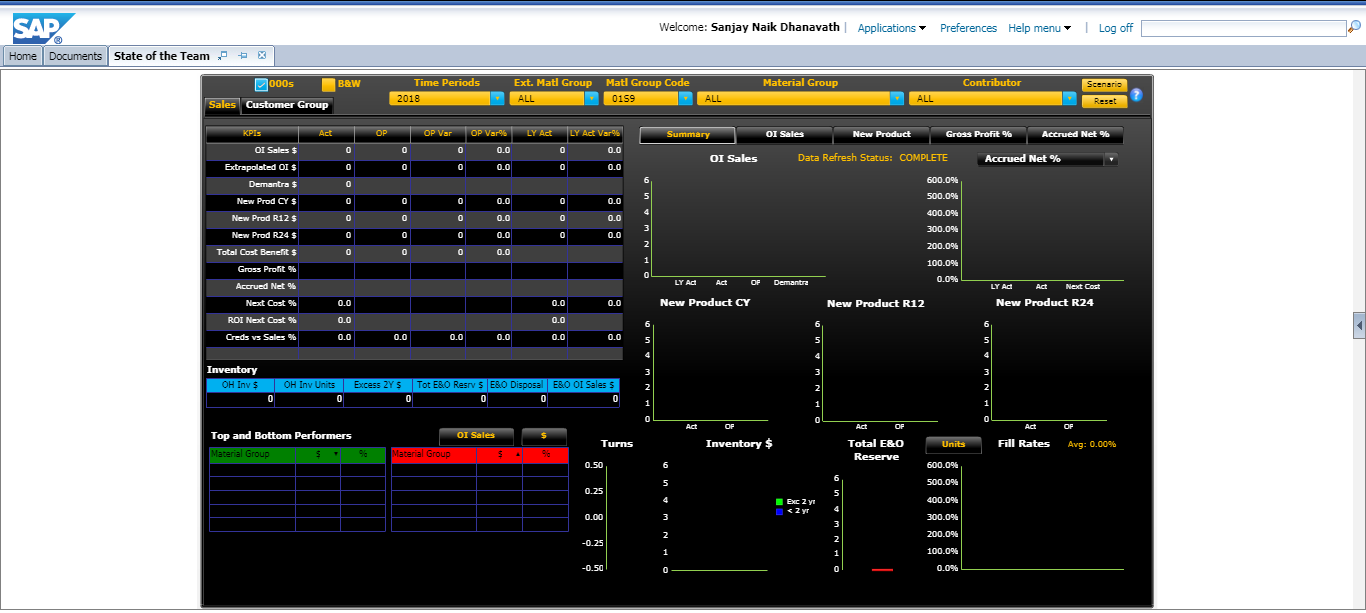 SAP ®
Welcome: Sanjay Naik Dhanavath | Applications Preferences Help menu | Log off
Home Documents State of the Team
000s B&W Time Periods Ext. Matl Group Matl Group Code Material Group Contributor Scenario
2018 ALL 01S9 ALL ALL Reset ?
Sales Customer Group
KPIs Act OP OP Var OP Var% LY Act LY Act Var%
OI Sales $ 0 0 0 0.0 0 0.0
Extrapolated OI $ 0 0 0 0.0 0 0.0
Demantra $ 0
New Prod CY $ 0 0 0 0.0 0 0.0
New Prod R12 $ 0 0 0 0.0 0 0.0
New Prod R24 $ 0 0 0 0.0 0 0.0
Total Cost Benefit $ 0 0 0 0.0
Gross Profit %
Accrued Net %
Next Cost % 0.0 0.0 0.0
ROI Next Cost % 0.0 0.0
Creds vs Sales % 0.0 0.0 0.0 0.0 0.0 0.0
Inventory
OH Inv $ OH Inv Units Excess 2Y $ Tot E&O Resrv $ E&O Disposal E&O OI Sales $
0 0 0 0 0 0
Top and Bottom Performers OI Sales $
Material Group $ % Material Group $ %
Summary OI Sales New Product Gross Profit % Accrued Net %
OI Sales Data Refresh Status: COMPLETE Accrued Net %
6
5
4
3
2
1
0
LY Act Act OP Demantra
600.0%
500.0%
400.0%
300.0%
200.0%
100.0%
0.0%
LY Act Act Next Cost
New Product CY
6
5
4
3
2
1
0
Act OP
New Product R12
6
5
4
3
2
1
0
Act OP
New Product R24
6
5
4
3
2
1
0
Act OP
Turns
0.50
0.25
0.00
-0.25
-0.50
Inventory $
6
5
4
3
2
1
0
Exc 2 yr
< 2 yr
Total E&O
Reserve
6
5
4
3
2
1
0
Units Fill Rates Avg: 0.00%
600.0%
500.0%
400.0%
300.0%
200.0%
100.0%
0.0%